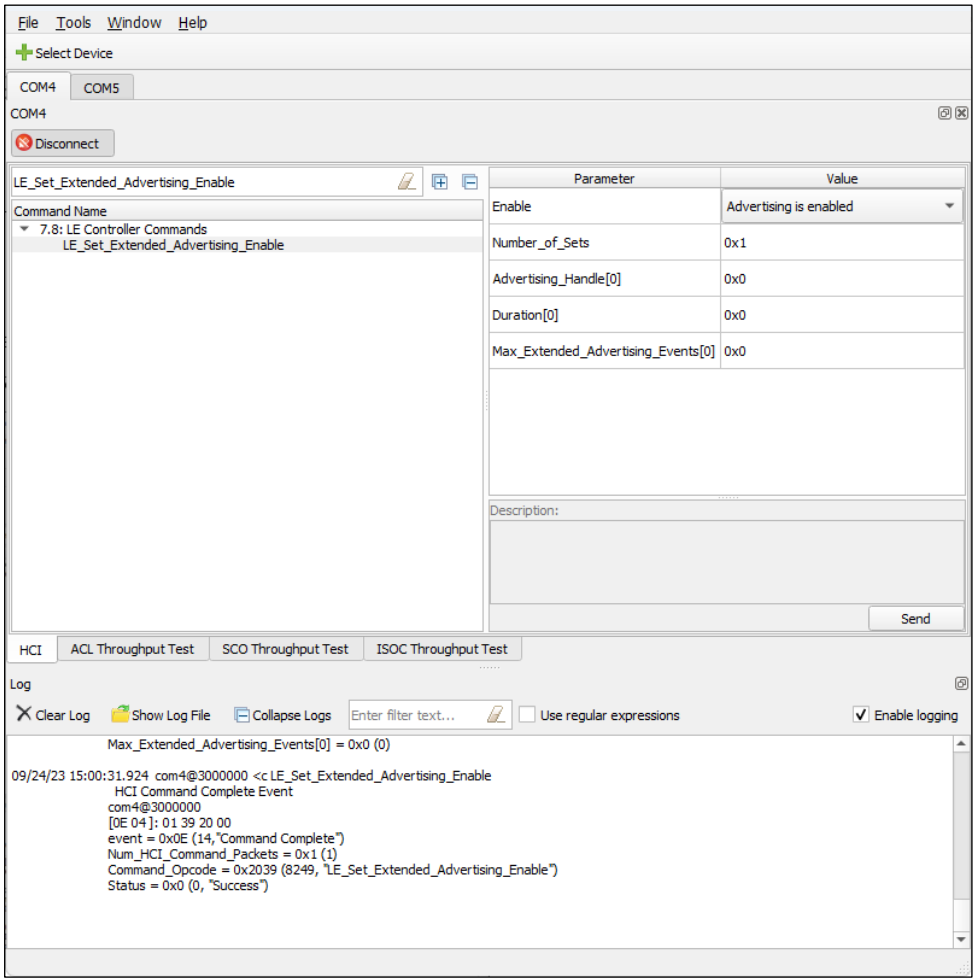 File Tools Window Help
Select Device
COM4 COM5
COM4
Disconnect
LE_Set_Extended_Advertising_Enable
Command Name
7.8: LE Controller Commands
LE_Set_Extended_Advertising_Enable
Parameter Value
Enable Advertising is enabled
Number_of_Sets 0x1
Advertising_Handle[0] 0x0
Duration[0] 0x0
Max_Extended_Advertising_Events[0] 0x0
Description:
Send
HCI ACL Throughput Test SCO Throughput Test ISOC Throughput Test
Log
Clear Log Show Log File Collapse Logs Enter filter text... Use regular expressions Enable logging
Max_Extended_Advertising_Events[0] = 0x0 (0)
09/24/23 15:00:31.924 com4@3000000 <c LE_Set_Extended_Advertising_Enable
HCI Command Complete Event
com4@3000000
[0E 04]: 01 39 20 00
event = 0x0E (14,"Command Complete")
Num_HCI_Command_Packets = 0x1 (1)
Command_Opcode = 0x2039 (8249, "LE_Set_Extended_Advertising_Enable")
Status = 0x0 (0, "Success")